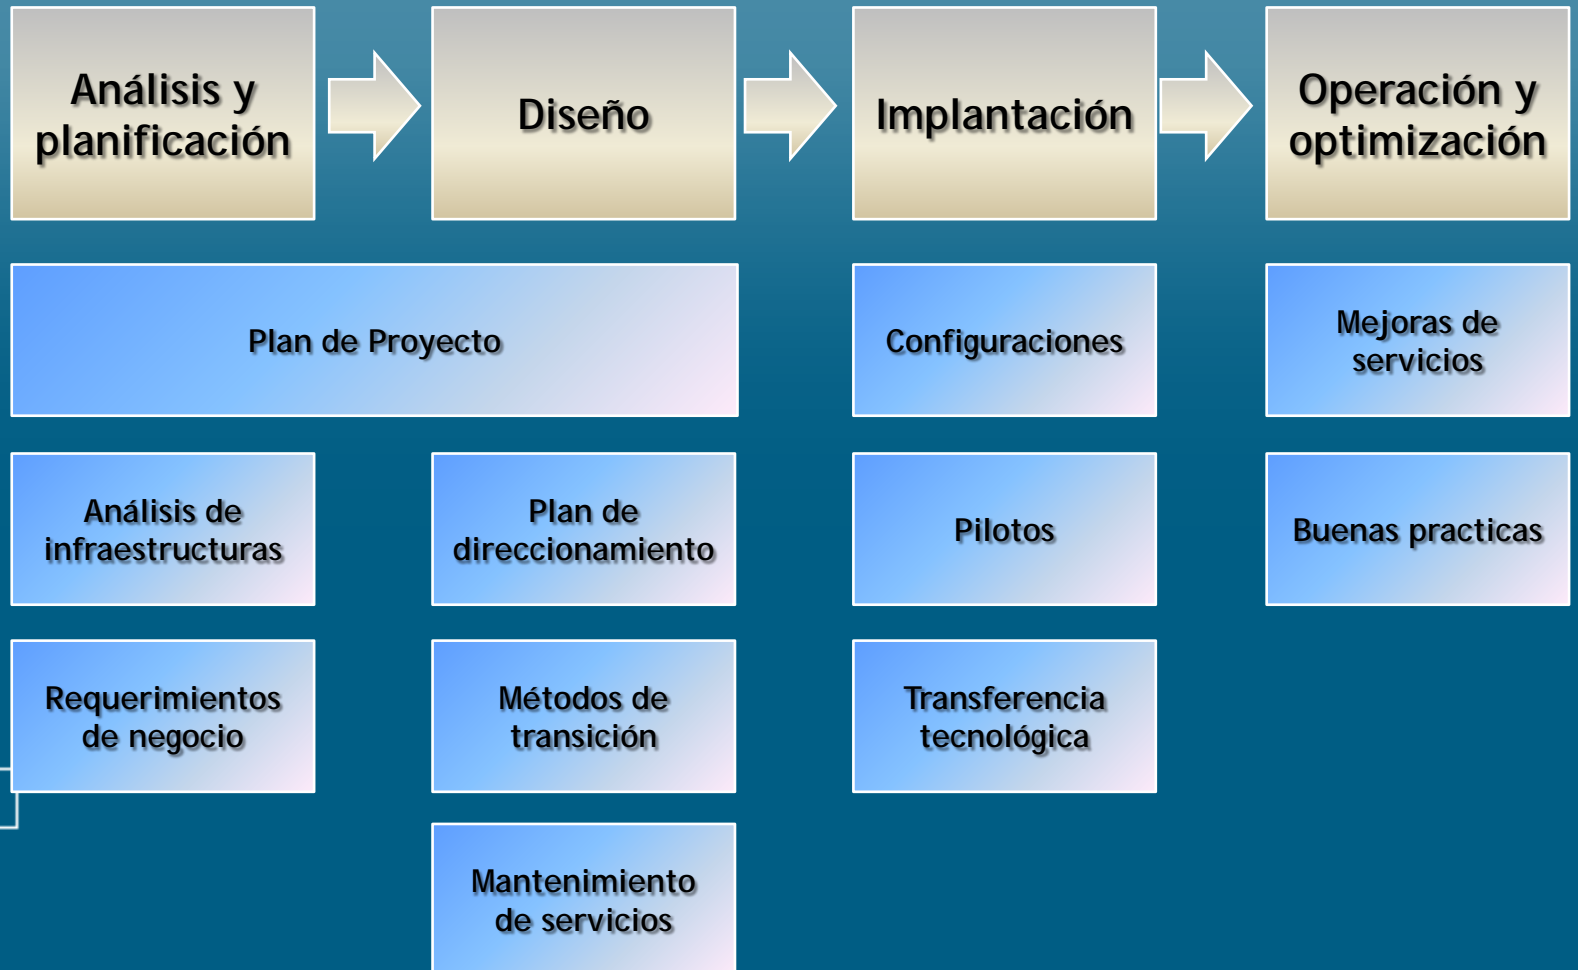 Análisis y
planificación
Diseño
Implantación
Operación y
optimización
Plan de Proyecto
Configuraciones
Mejoras de
servicios
Análisis de
infraestructuras
Plan de
direccionamiento
Pilotos
Buenas practicas
Requerimientos
de negocio
Métodos de
transición
Transferencia
tecnológica
Mantenimiento
de servicios